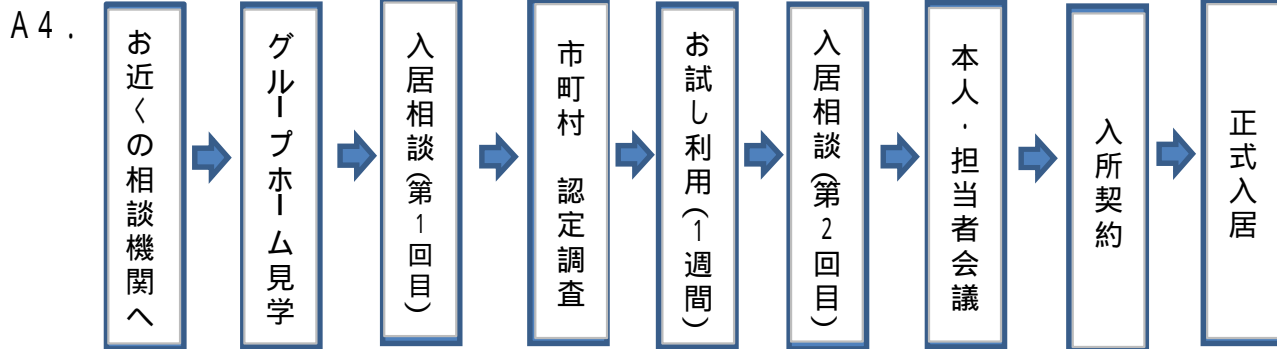 A4.
お近くの相談機関へ
グループホーム見学
入居相談(第1回目)
市町村 認定調査
お試し利用(1週間)
入居相談(第2回目)
本人・担当者会議
入所契約
正式入居